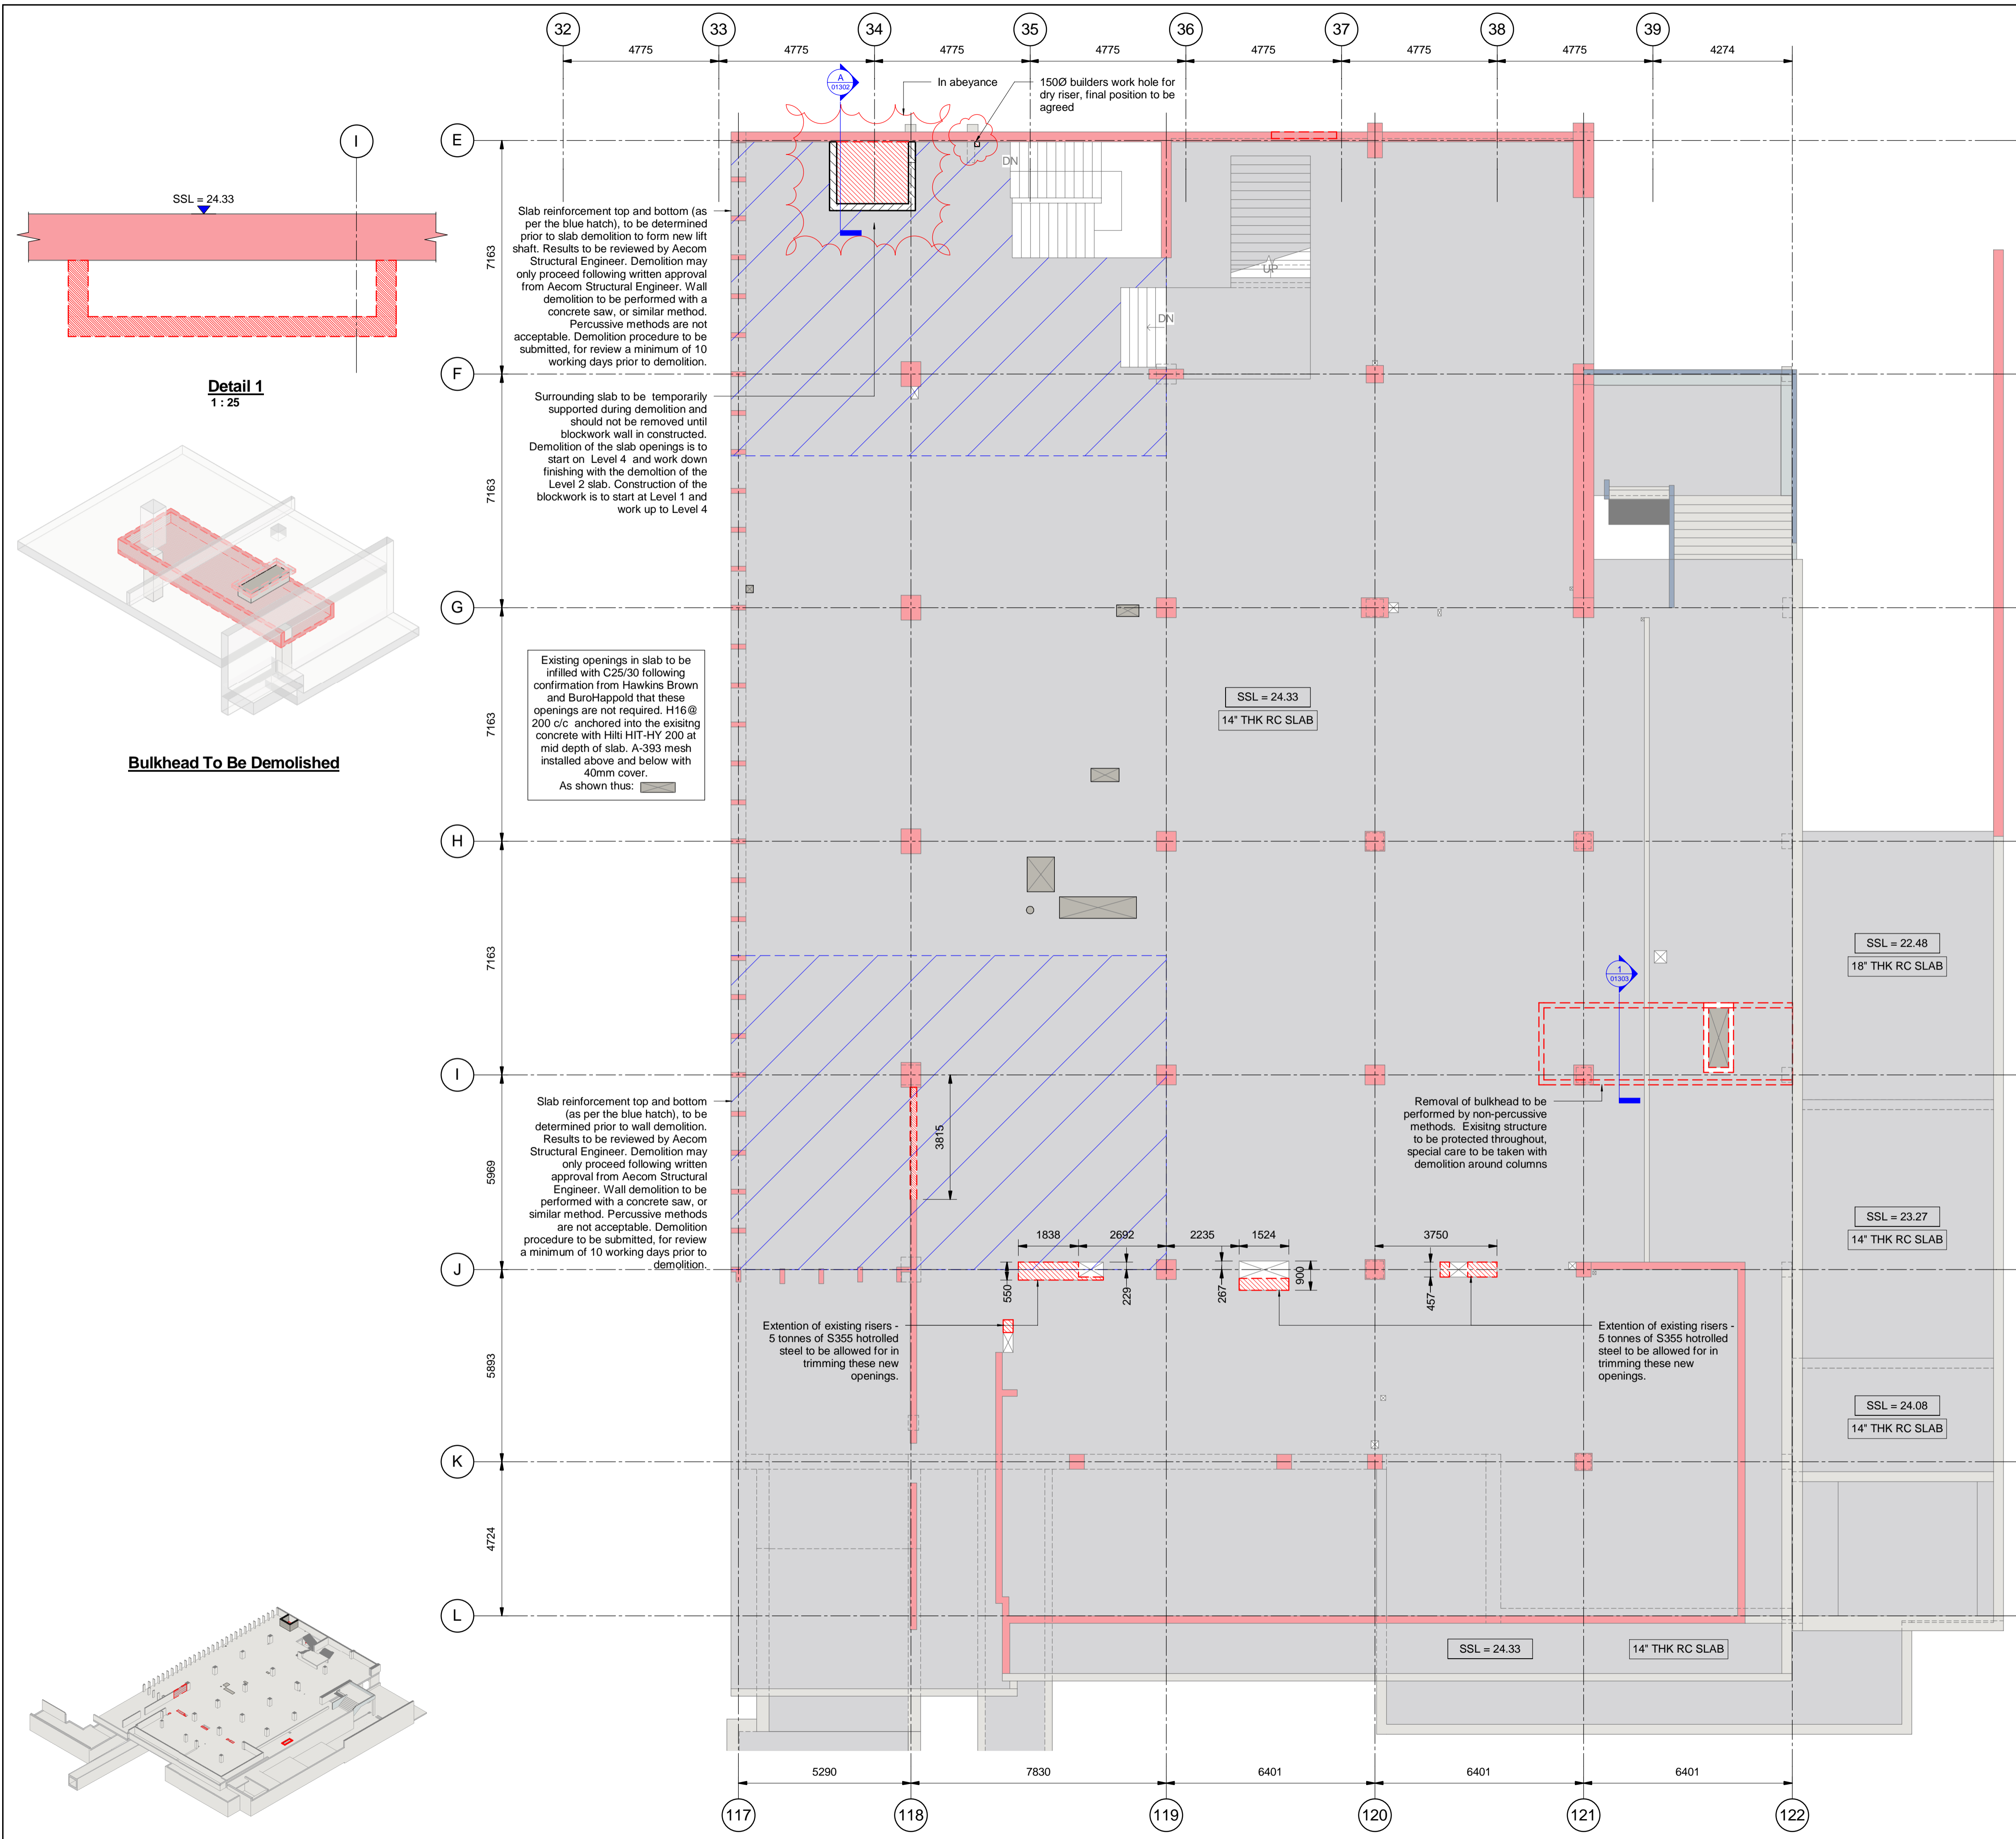 32
33
34
35
36
37
38
39
4775
4775
4775
4775
4775
4775
4775
4274
A
01302
In abeyance
150Ø builders work hole for
dry riser, final position to be
agreed
I
E
SSL = 24.33
Detail 1
1 : 25
DN
UP
DN
Slab reinforcement top and bottom (as
per the blue hatch), to be determined
prior to slab demolition to form new lift
shaft. Results to be reviewed by Aecom
Structural Engineer. Demolition may
only proceed following written approval
from Aecom Structural Engineer. Wall
demolition to be performed with a
concrete saw, or similar method.
Percussive methods are not
acceptable. Demolition procedure to be
submitted, for review a minimum of 10
working days prior to demolition.
7163
F
Surrounding slab to be temporarily
supported during demolition and
should not be removed until
blockwork wall in constructed.
Demolition of the slab openings is to
start on Level 4 and work down
finishing with the demoltion of the
Level 2 slab. Construction of the
blockwork is to start at Level 1 and
work up to Level 4
7163
G
Bulkhead To Be Demolished
Existing openings in slab to be
infilled with C25/30 following
confirmation from Hawkins Brown
and BuroHappold that these
openings are not required. H16@
200 c/c anchored into the exisitng
concrete with Hilti HIT-HY 200 at
mid depth of slab. A-393 mesh
installed above and below with
40mm cover.
As shown thus:
7163
SSL = 24.33
14" THK RC SLAB
H
7163
SSL = 22.48
18" THK RC SLAB
1
01303
I
Slab reinforcement top and bottom
(as per the blue hatch), to be
determined prior to wall demolition.
Results to be reviewed by Aecom
Structural Engineer. Demolition may
only proceed following written
approval from Aecom Structural
Engineer. Wall demolition to be
performed with a concrete saw, or
similar method. Percussive methods
are not acceptable. Demolition
procedure to be submitted, for review
a minimum of 10 working days prior to
demolition.
5969
3815
Removal of bulkhead to be
performed by non-percussive
methods. Exisiting structure
to be protected throughout,
special care to be taken with
demolition around columns
SSL = 23.27
14" THK RC SLAB
1838
2692
2235
1524
3750
J
550
229
267
900
457
Extention of existing risers -
5 tonnes of S355 hotrolled
steel to be allowed for in
trimming these new
openings.
Extention of existing risers -
5 tonnes of S355 hotrolled
steel to be allowed for in
trimming these new
openings.
5893
SSL = 24.08
14" THK RC SLAB
K
4724
L
SSL = 24.33
14" THK RC SLAB
5290
7830
6401
6401
6401
117
118
119
120
121
122